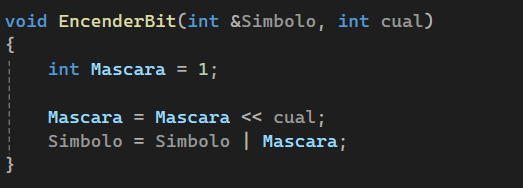 void EncenderBit(int &Simbolo, int cual)
{
    int Mascara = 1;

    Mascara = Mascara << cual;
    Simbolo = Simbolo | Mascara;
}